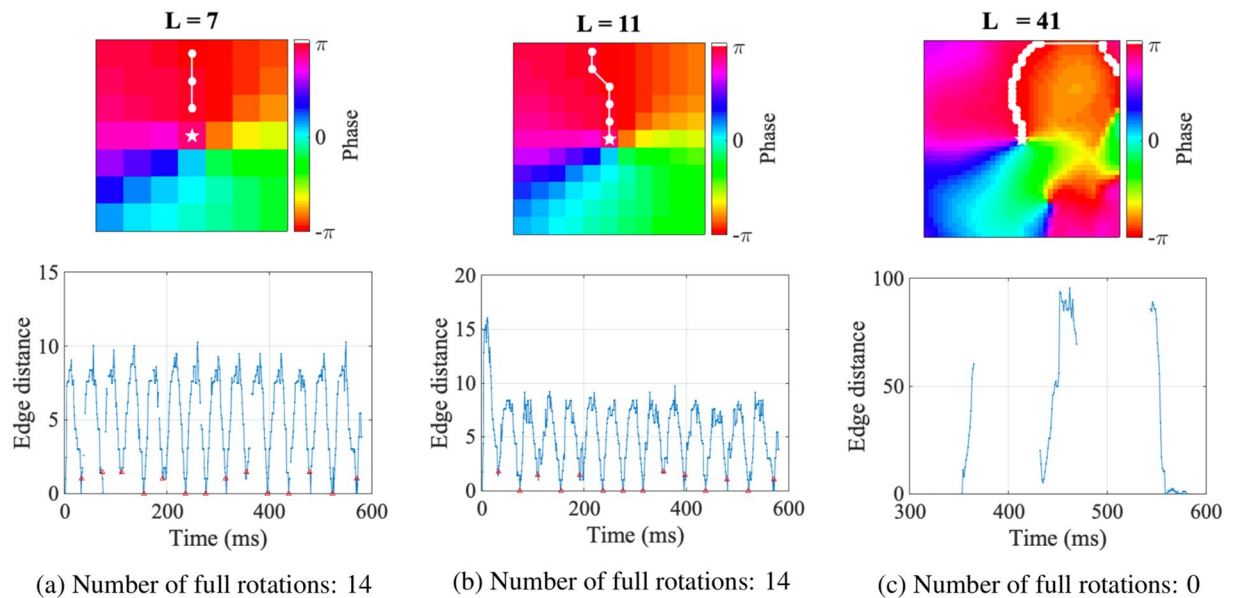 L = 7
π
0
-π
Phase
L = 11
π
0
-π
Phase
L = 41
π
0
-π
Phase
15
10
5
0
Edge distance
0
200
400
600
Time (ms)
20
15
10
5
0
Edge distance
0
200
400
600
Time (ms)
100
50
0
Edge distance
300
400
500
600
Time (ms)
(a) Number of full rotations: 14
(b) Number of full rotations: 14
(c) Number of full rotations: 0